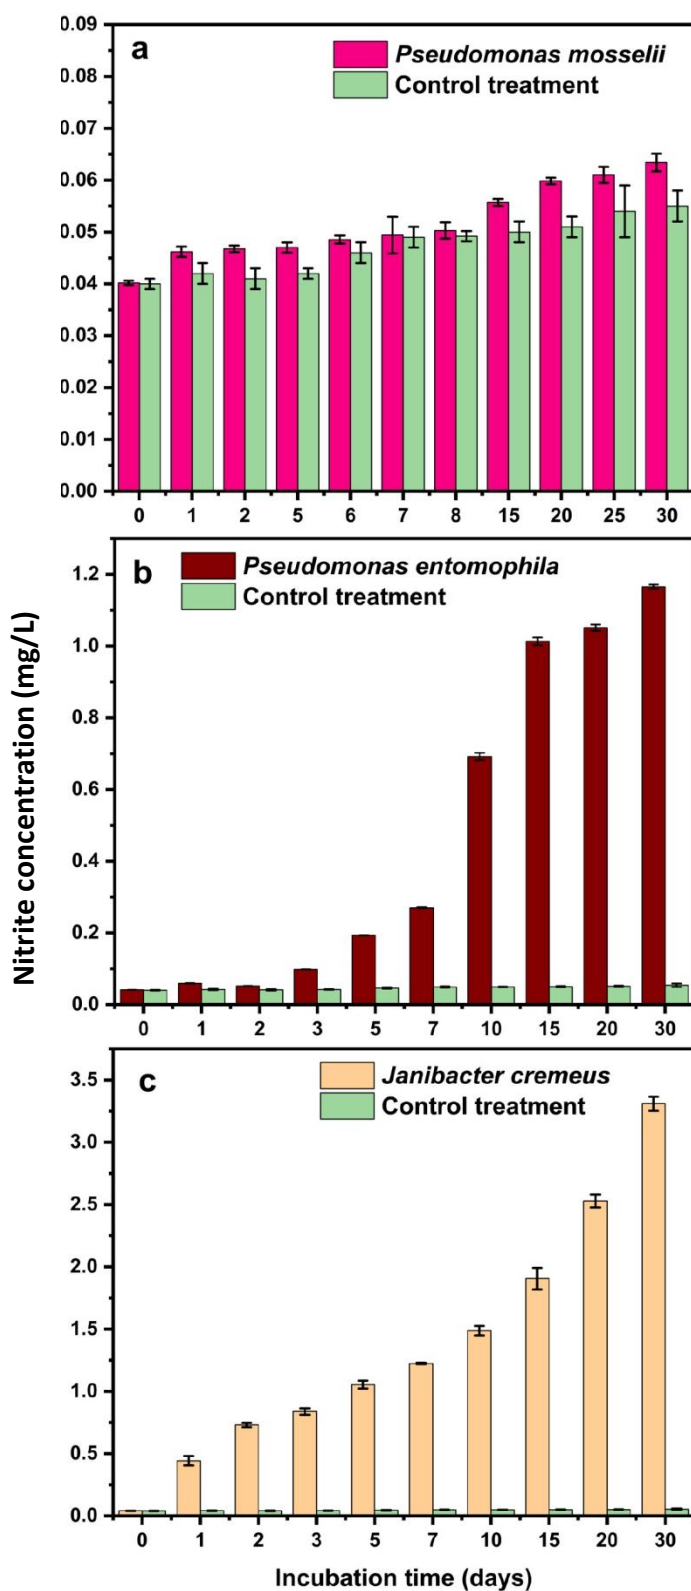 a
Pseudomonas mosselii
Control treatment
0.09
0.08
0.07
0.06
0.05
0.04
0.03
0.02
0.01
0.00
0 1 2 5 6 7 8 15 20 25 30
b
Pseudomonas entomophila
Control treatment
1.2
1.0
0.8
0.6
0.4
0.2
0.0
0 1 2 3 5 7 10 15 20 30
Nitrite concentration (mg/L)
c
Janibacter cremeus
Control treatment
3.5
3.0
2.5
2.0
1.5
1.0
0.5
0.0
0 1 2 3 5 7 10 15 20 30
Incubation time (days)